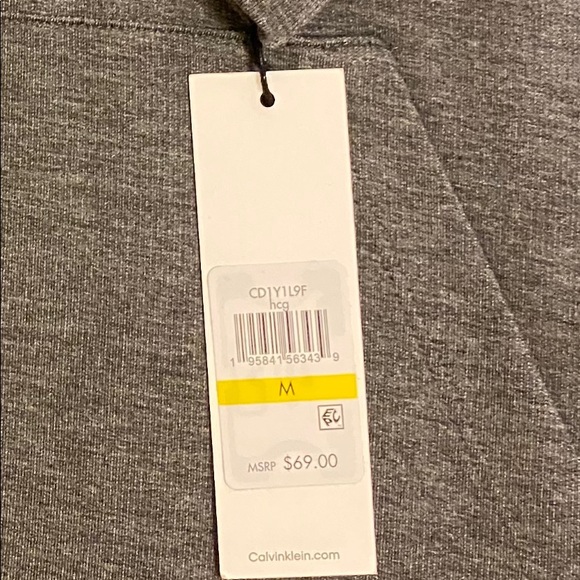 CD1Y1L9F
hcg
1 95841 56343 9
M
MSRP $69.00
Calvinklein.com